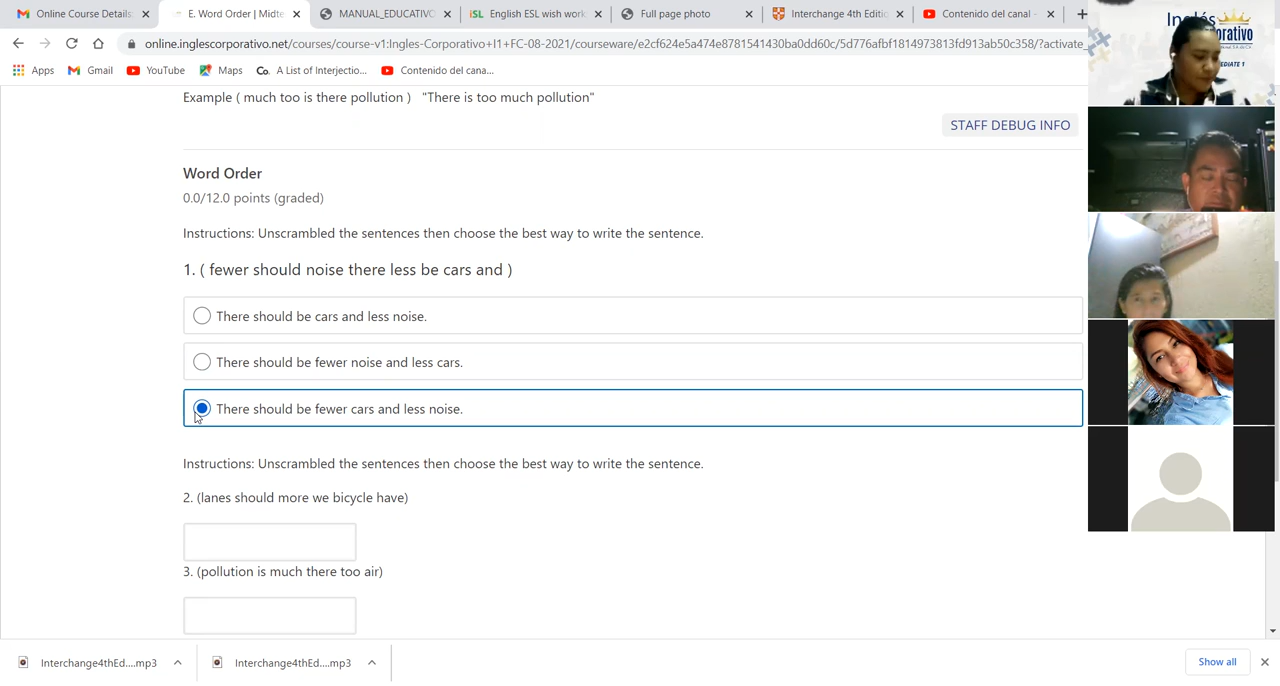 Online Course Details:
E. Word Order | Midte
MANUAL_EDUCATIVO
iSL English ESL wish work
Full page photo
Interchange 4th Editio
Contenido del canal -
online.inglescorporativo.net/courses/course-v1:Ingles-Corporativo+I1+FC-08-2021/courseware/e2cf624e5a474e8781541430ba0dd60c/5d776afbf1814973813fd913ab50c358/?activate_
Apps
Gmail
YouTube
Maps
Co. A List of Interjectio...
Contenido del cana...
Inglés
Example ( much too is there pollution ) "There is too much pollution"
STAFF DEBUG INFO
Word Order
0.0/12.0 points (graded)
Instructions: Unscrambled the sentences then choose the best way to write the sentence.
1. ( fewer should noise there less be cars and )
There should be cars and less noise.
There should be fewer noise and less cars.
There should be fewer cars and less noise.
Instructions: Unscrambled the sentences then choose the best way to write the sentence.
2. (lanes should more we bicycle have)
3. (pollution is much there too air)
Interchange4thEd....mp3
Interchange4thEd....mp3
Show all